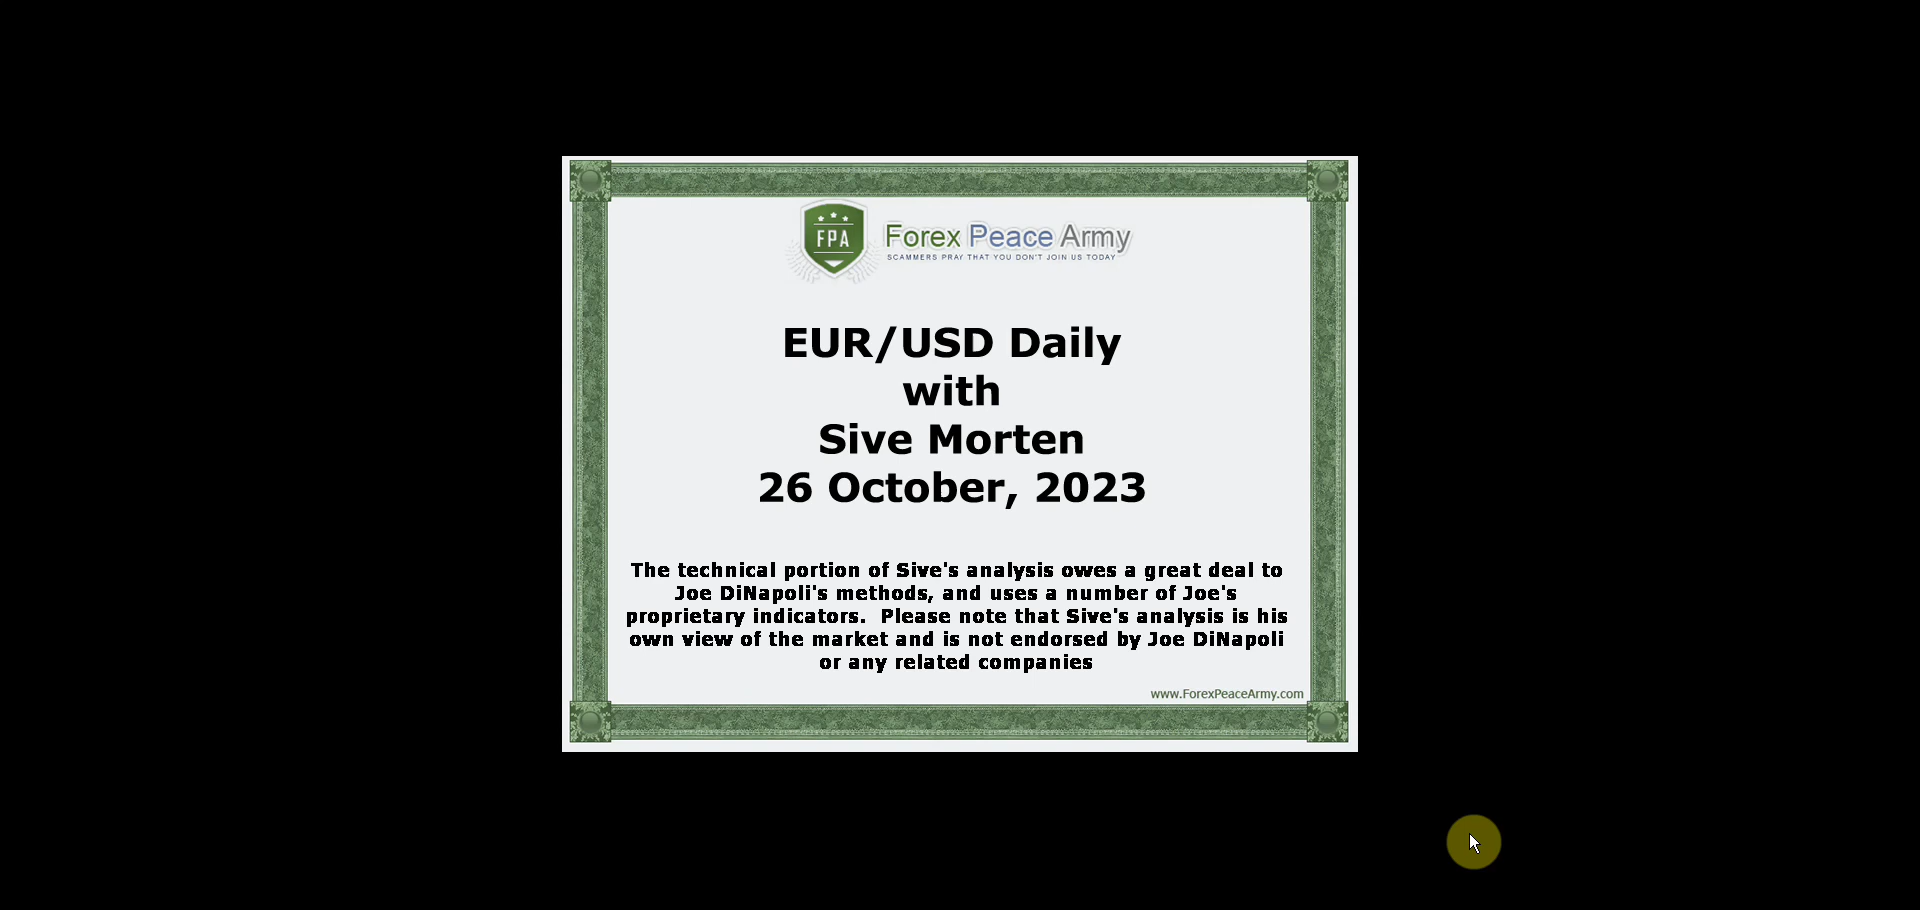 FPA
Forex Peace Army
SCAMMERS PRAY THAT YOU DON'T JOIN US TODAY
EUR/USD Daily
with
Sive Morten
26 October, 2023
The technical portion of Sive's analysis owes a great deal to
Joe DiNapoli's methods, and uses a number of Joe's
proprietary indicators.  Please note that Sive's analysis is his
own view of the market and is not endorsed by Joe DiNapoli
or any related companies
www.ForexPeaceArmy.com